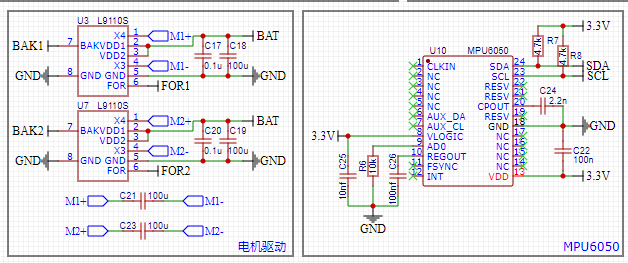 U3 L9110S
BAK1 7 BAK X4 1 M1+
VDD1 2 BAT
VDD2 3
X3 4 M1-
GND 8 GND GND 5 GND
FOR 6 FOR1
C17 0.1u
C18 100u
U7 L9110S
BAK2 7 BAK X4 1 M2+
VDD1 2 BAT
VDD2 3
X3 4 M2-
GND 8 GND GND 5 GND
FOR 6 FOR2
C20 0.1u
C19 100u
M1+ C21 100u M1-
M2+ C23 100u M2-
电机驱动
3.3V
R7 4.7k
R8 4.7k
U10 MPU6050
1 CLKIN SDA 24 SDA
2 NC SCL 23 SCL
3 NC RESV 22
4 NC RESV 21
5 NC CPOUT 20 C24 2.2n
6 AUX_DA RESV 19
7 AUX_CL GND 18 GND
3.3V 8 VLOGIC NC 17
9 AD0 NC 16
10 REGOUT NC 15
11 FSYNC NC 14
12 INT VDD 13 3.3V
C22 100n
C25 10nf
R6 10k
C26 100nf
GND
MPU6050